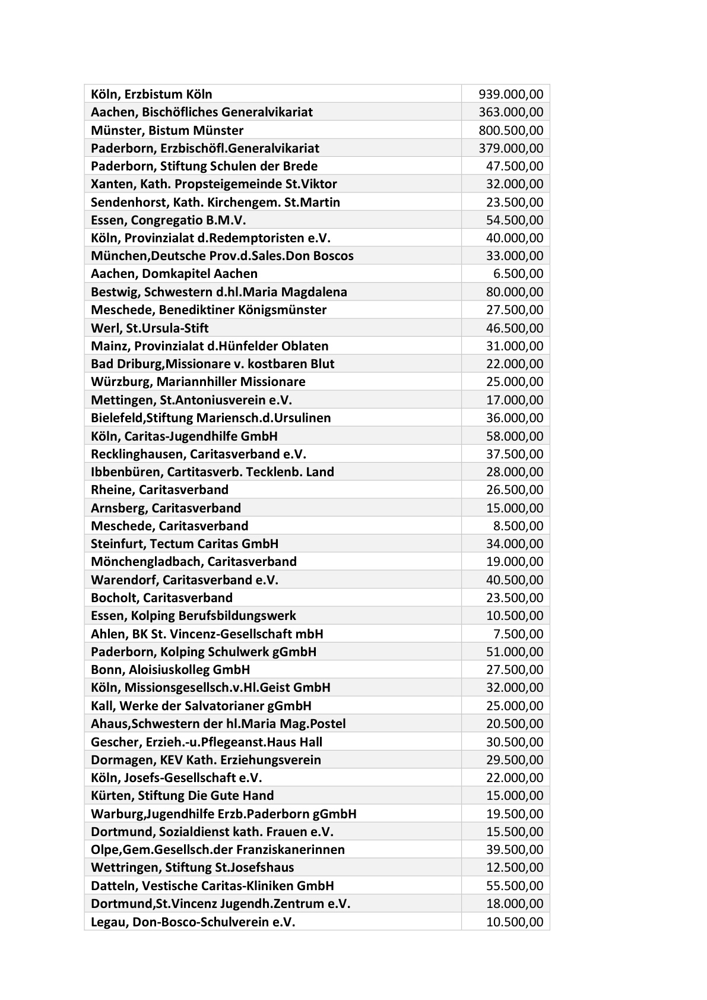 Köln, Erzbistum Köln 939.000,00
Aachen, Bischöfliches Generalvikariat 363.000,00
Münster, Bistum Münster 800.500,00
Paderborn, Erzbischöfl.Generalvikariat 379.000,00
Paderborn, Stiftung Schulen der Brede 47.500,00
Xanten, Kath. Propsteigemeinde St.Viktor 32.000,00
Sendenhorst, Kath. Kirchengem. St.Martin 23.500,00
Essen, Congregatio B.M.V. 54.500,00
Köln, Provinzialat d.Redemptoristen e.V. 40.000,00
München,Deutsche Prov.d.Sales.Don Boscos 33.000,00
Aachen, Domkapitel Aachen 6.500,00
Bestwig, Schwestern d.hl.Maria Magdalena 80.000,00
Meschede, Benediktiner Königsmünster 27.500,00
Werl, St.Ursula-Stift 46.500,00
Mainz, Provinzialat d.Hünfelder Oblaten 31.000,00
Bad Driburg,Missionare v. kostbaren Blut 22.000,00
Würzburg, Mariannhiller Missionare 25.000,00
Mettingen, St.Antoniusverein e.V. 17.000,00
Bielefeld,Stiftung Mariensch.d.Ursulinen 36.000,00
Köln, Caritas-Jugendhilfe GmbH 58.000,00
Recklinghausen, Caritasverband e.V. 37.500,00
Ibbenbüren, Cartitasverb. Tecklenb. Land 28.000,00
Rheine, Caritasverband 26.500,00
Arnsberg, Caritasverband 15.000,00
Meschede, Caritasverband 8.500,00
Steinfurt, Tectum Caritas GmbH 34.000,00
Mönchengladbach, Caritasverband 19.000,00
Warendorf, Caritasverband e.V. 40.500,00
Bocholt, Caritasverband 23.500,00
Essen, Kolping Berufsbildungswerk 10.500,00
Ahlen, BK St. Vincenz-Gesellschaft mbH 7.500,00
Paderborn, Kolping Schulwerk gGmbH 51.000,00
Bonn, Aloisiuskolleg GmbH 27.500,00
Köln, Missionsgesellsch.v.Hl.Geist GmbH 32.000,00
Kall, Werke der Salvatorianer gGmbH 25.000,00
Ahaus,Schwestern der hl.Maria Mag.Postel 20.500,00
Gescher, Erzieh.-u.Pflegeanst.Haus Hall 30.500,00
Dormagen, KEV Kath. Erziehungsverein 29.500,00
Köln, Josefs-Gesellschaft e.V. 22.000,00
Kürten, Stiftung Die Gute Hand 15.000,00
Warburg,Jugendhilfe Erzb.Paderborn gGmbH 19.500,00
Dortmund, Sozialdienst kath. Frauen e.V. 15.500,00
Olpe,Gem.Gesellsch.der Franziskanerinnen 39.500,00
Wettringen, Stiftung St.Josefshaus 12.500,00
Datteln, Vestische Caritas-Kliniken GmbH 55.500,00
Dortmund,St.Vincenz Jugendh.Zentrum e.V. 18.000,00
Legau, Don-Bosco-Schulverein e.V. 10.500,00